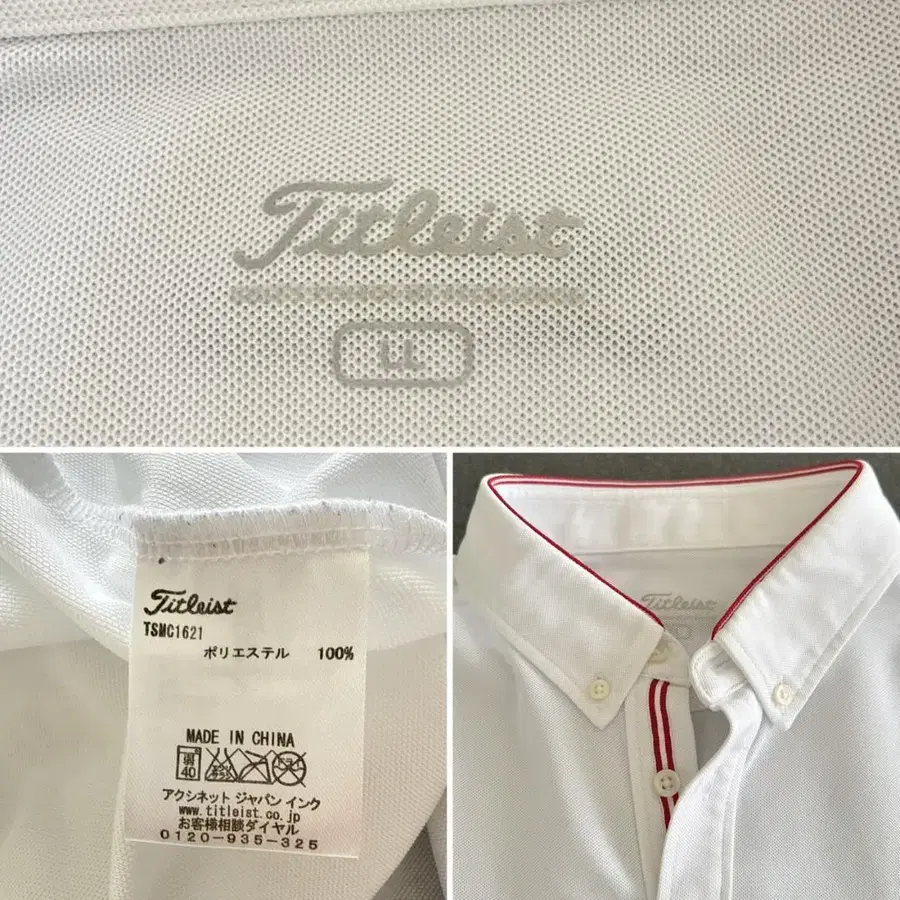 Titleist
LL
Titleist
TSMC1621
ポリエステル 100%
MADE IN CHINA
弱
40
アクシネット ジャパン インク
www.titleist.co.jp
お客様相談ダイヤル
0120-935-325
Titleist